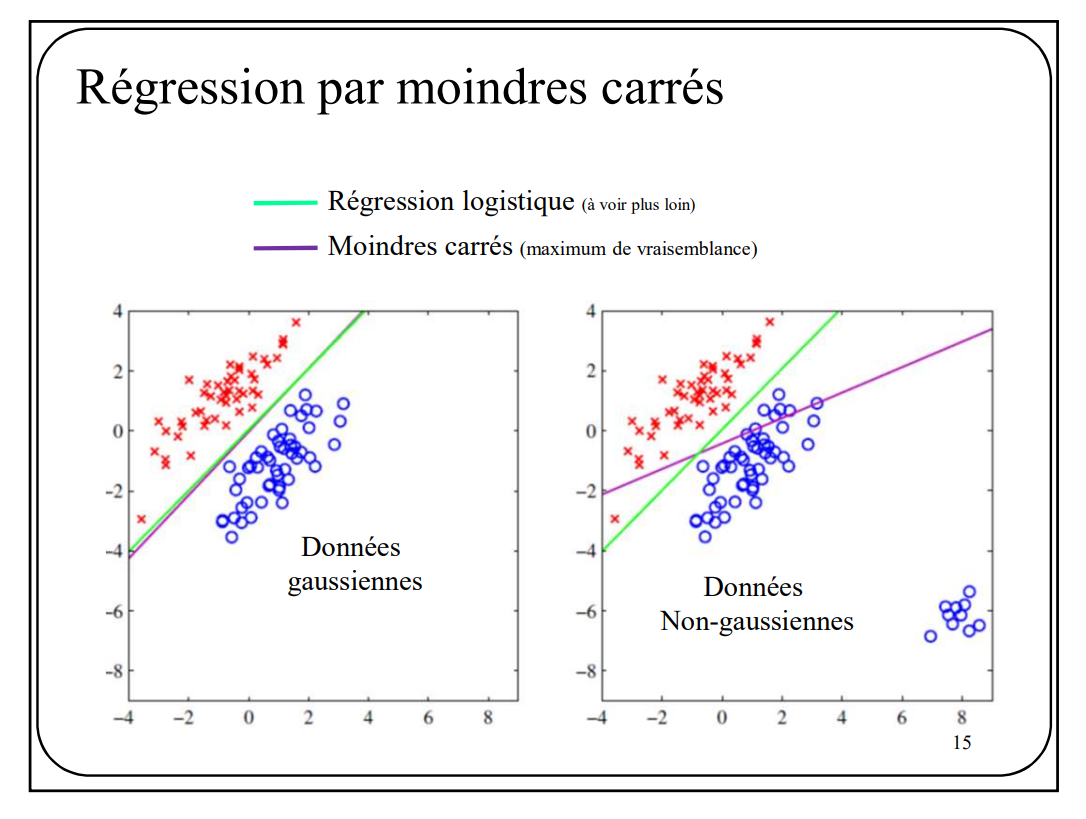 Régression par moindres carrés
Régression logistique (à voir plus loin)
Moindres carrés (maximum de vraisemblance)
4
2
0
−2
−4
−6
−8
−4 −2 0 2 4 6 8
Données
gaussiennes
4
2
0
−2
−4
−6
−8
−4 −2 0 2 4 6 8
Données
Non-gaussiennes
15